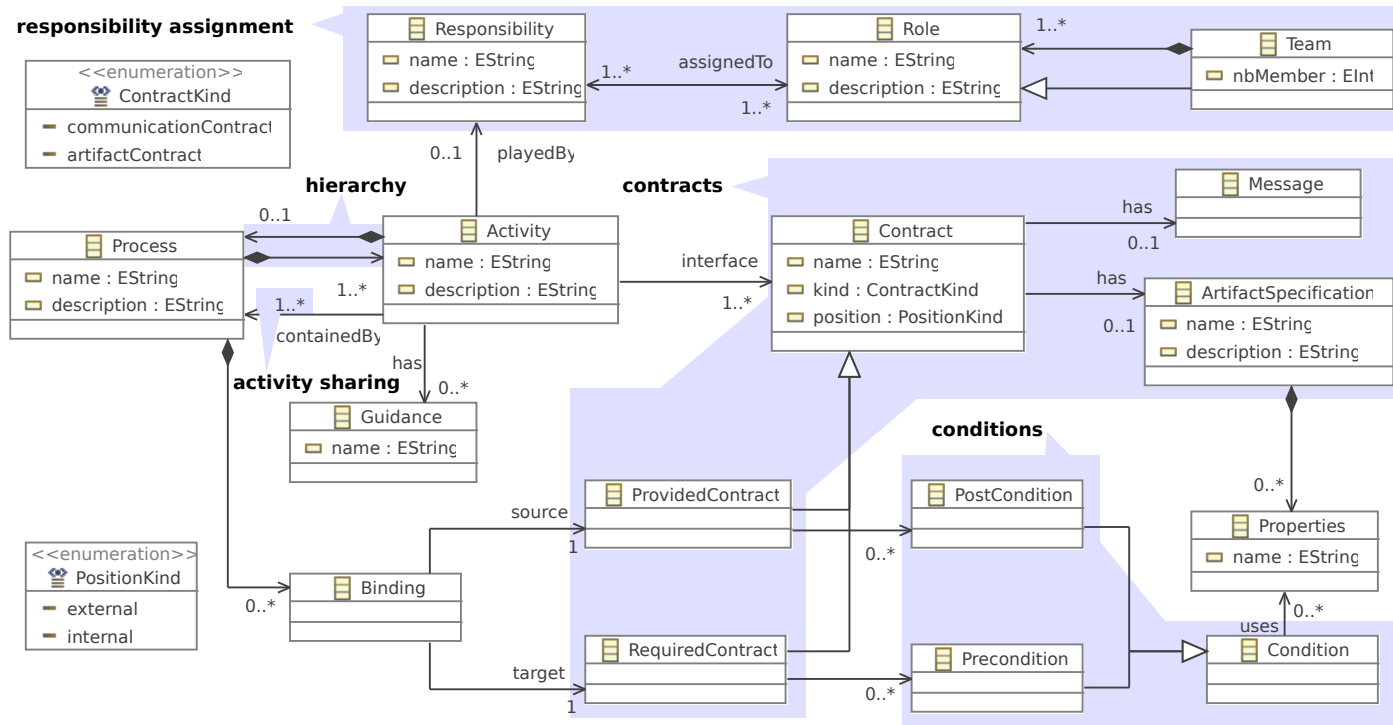 responsibility assignment
Responsibility
name : EString
description : EString
1..*
assignedTo
1..*
Role
name : EString
description : EString
1..*
Team
nbMember : EInt
<<enumeration>>
ContractKind
communicationContract
artifactContract
0..1
playedBy
hierarchy
contracts
Message
has
0..1
Process
name : EString
description : EString
0..1
1..*
1..*
containedBy
Activity
name : EString
description : EString
interface
1..*
Contract
name : EString
kind : ContractKind
position : PositionKind
has
0..1
ArtifactSpecification
name : EString
description : EString
activity sharing
has
0..*
Guidance
name : EString
conditions
ProvidedContract
PostCondition
0..*
0..*
Properties
name : EString
source
1
<<enumeration>>
PositionKind
external
internal
0..*
Binding
target
1
RequiredContract
0..*
Precondition
uses
0..*
Condition